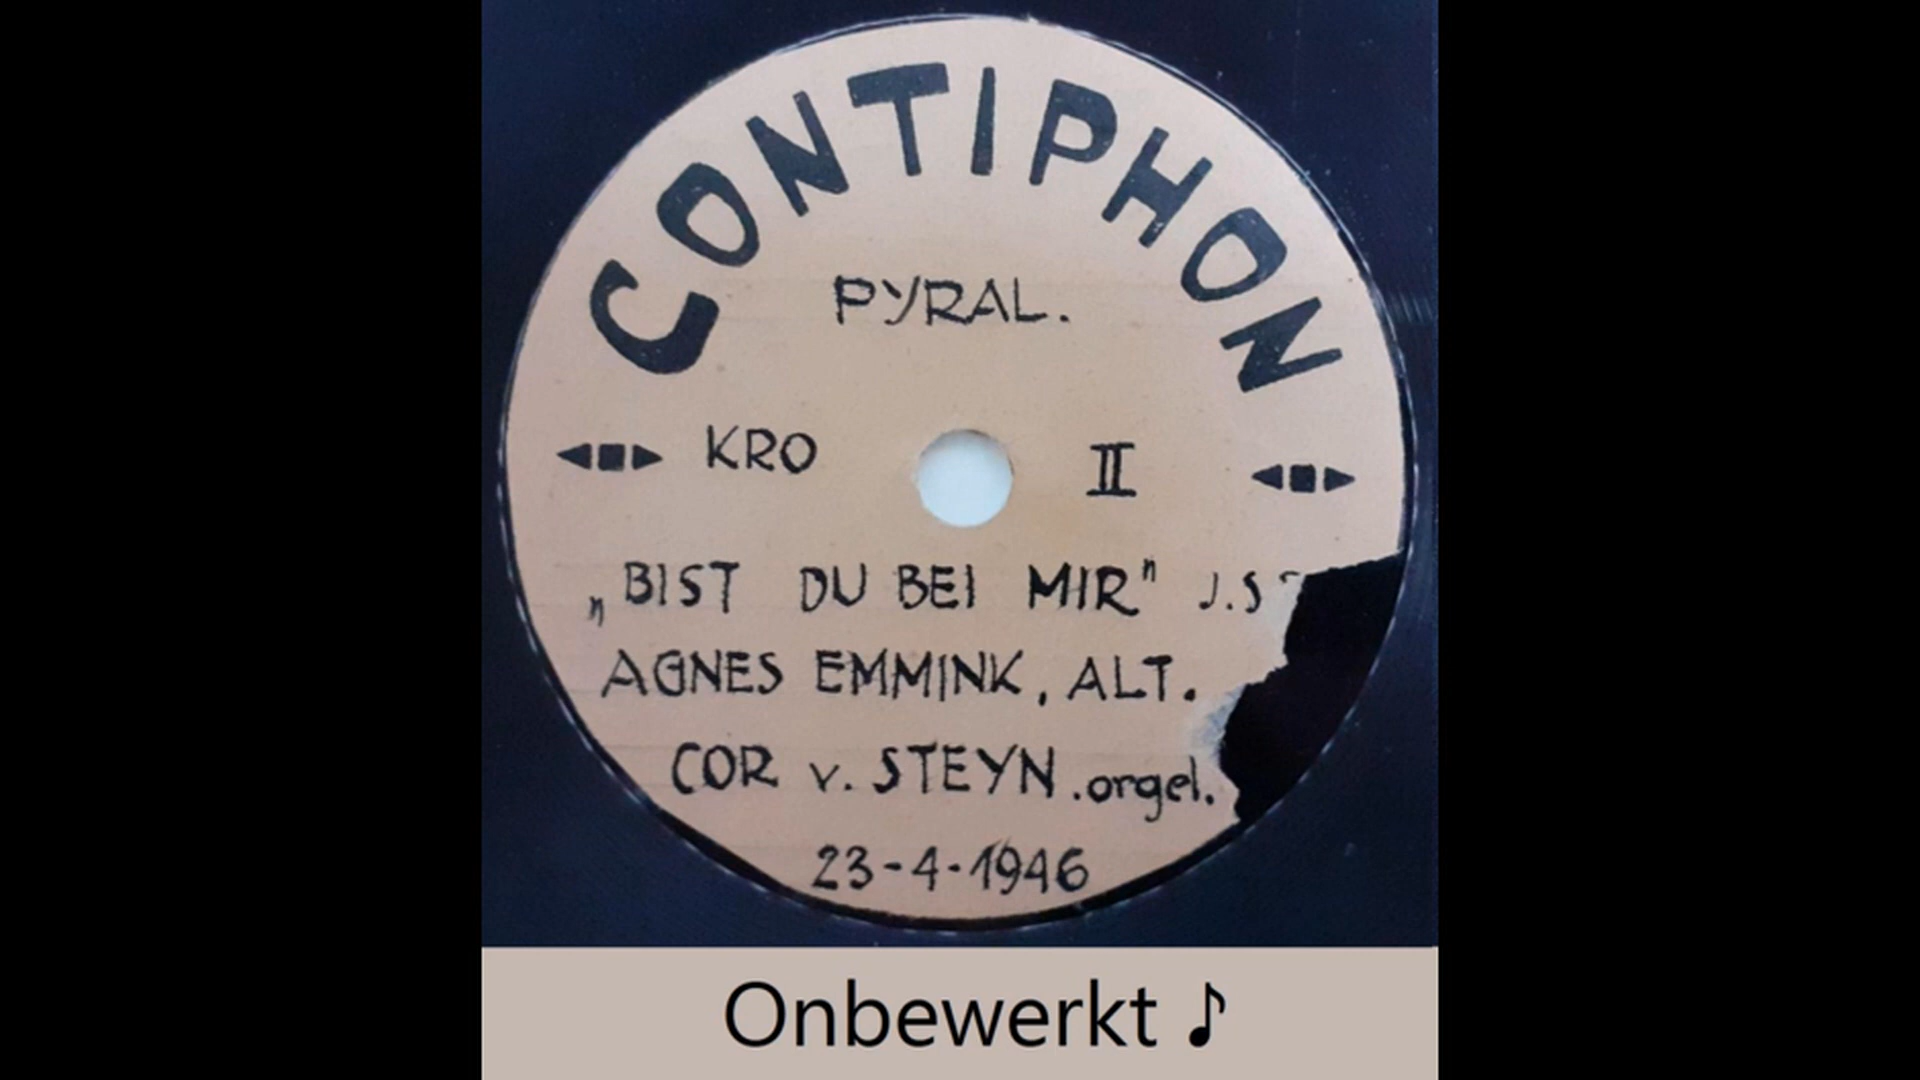 CONTIPHON
PYRAL.
KRO II
„BIST DU BEI MIR" J.S
AGNES EMMINK, ALT.
COR v. STEYN .orgel.
23-4-1946
Onbewerkt ♪